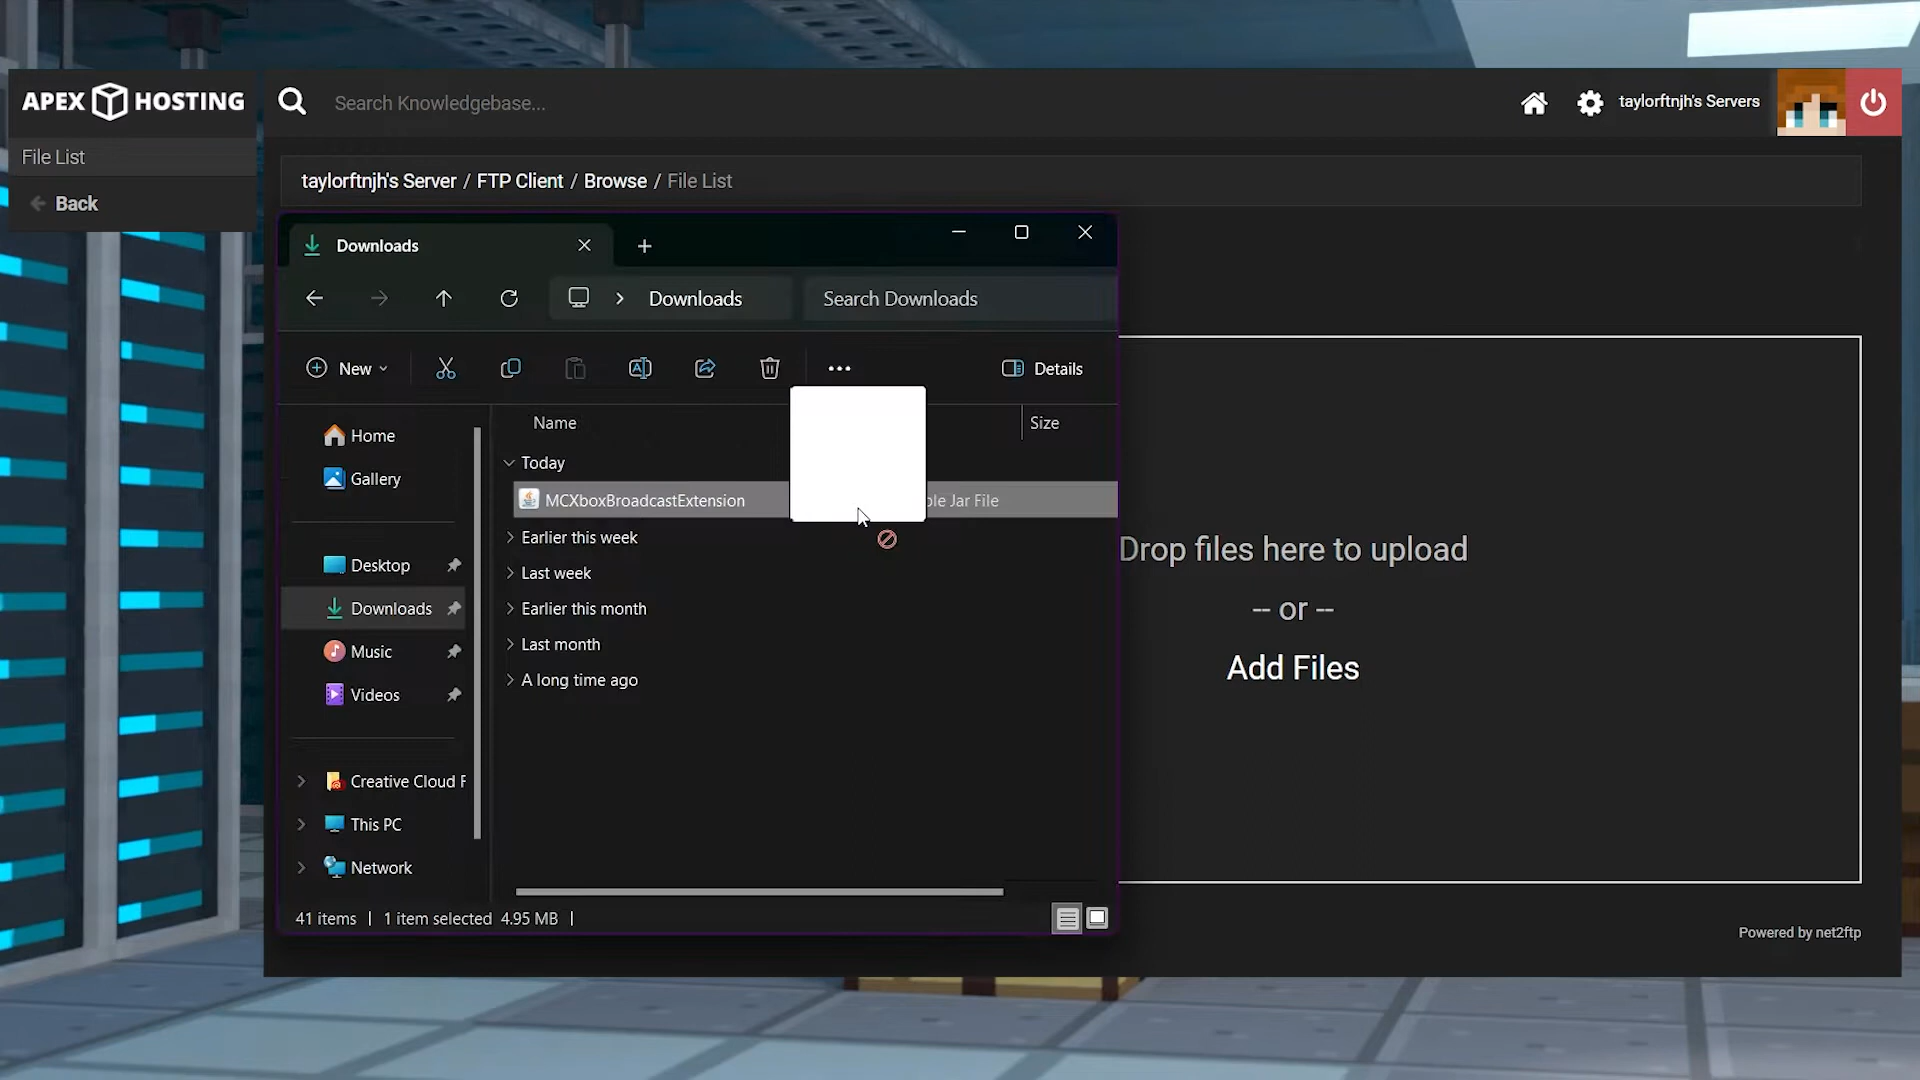 APEX HOSTING
Search Knowledgebase...
taylorftnjh's Servers
File List
Back
taylorftnjh's Server / FTP Client / Browse / File List
Downloads
Downloads
Search Downloads
New
Details
Name
Size
Today
MCXboxBroadcastExtension
Jar File
Earlier this week
Last week
Earlier this month
Last month
A long time ago
Home
Gallery
Desktop
Downloads
Music
Videos
Creative Cloud F
This PC
Network
41 items
1 item selected 4.95 MB
Drop files here to upload
-- or --
Add Files
Powered by net2ftp